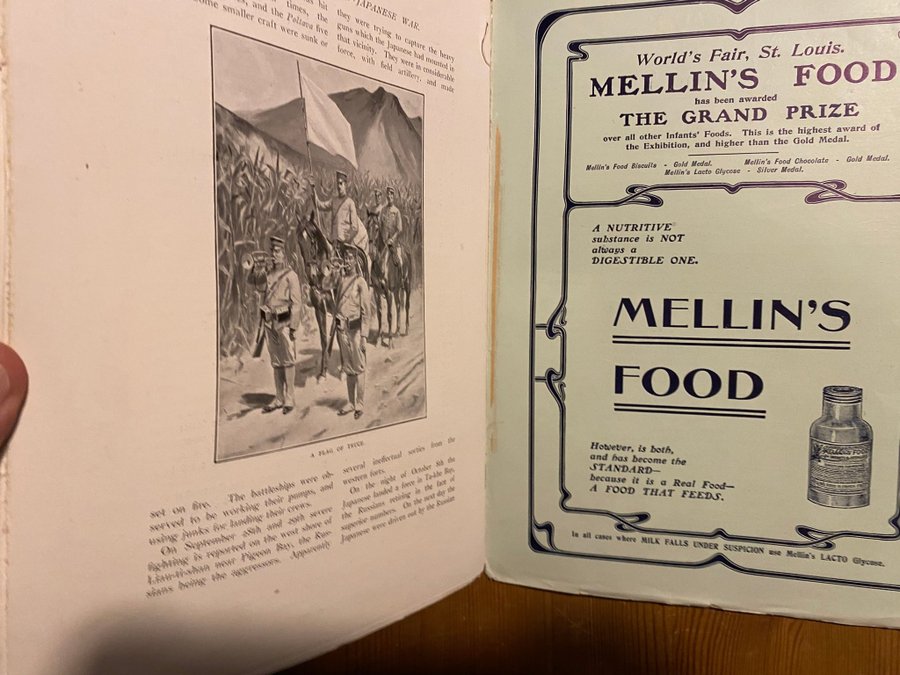 JAPANESE WAR.
times, the
es, and the Poltava five
some smaller craft were sunk or
they were trying to capture the heavy
guns which the Japanese had mounted in
that vicinity. They were in considerable
force, with field artillery, and made
A FLAG OF TRUCE.
set on fire. The battleships were ob-
served to be working their pumps, and
using junks for landing their crews.
On September 28th and 29th severe
fighting is reported on the west shore of
Liau-ti-shan near Pigeon Bay, the Rus-
sians being the aggressors. Apparently
several ineffectual sorties from the
western forts.
On the night of October 8th the
Japanese landed a force in Ta-khe Bay,
the Russians retiring in the face of
superior numbers. On the next day the
Japanese were driven out by the Russian
World's Fair, St. Louis.
MELLIN'S FOOD
has been awarded
THE GRAND PRIZE
over all other Infants' Foods. This is the highest award of
the Exhibition, and higher than the Gold Medal.
Mellin's Food Biscuits - Gold Medal. Mellin's Food Chocolate - Gold Medal.
Mellin's Lacto Glycose - Silver Medal.
A NUTRITIVE
substance is NOT
always a
DIGESTIBLE ONE.
MELLIN'S
FOOD
However, is both,
and has become the
STANDARD—
because it is a Real Food—
A FOOD THAT FEEDS.
Mellin's Food
In all cases where MILK FALLS UNDER SUSPICION use Mellin's LACTO Glycose.